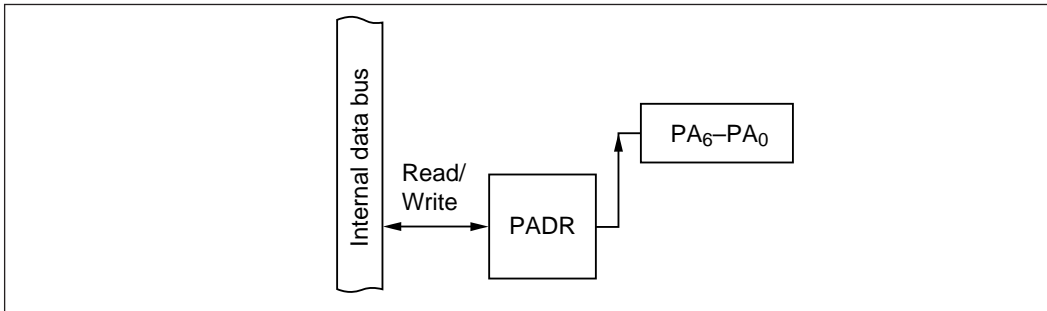 Internal data bus
Read/
Write
PADR
PA₆–PA₀